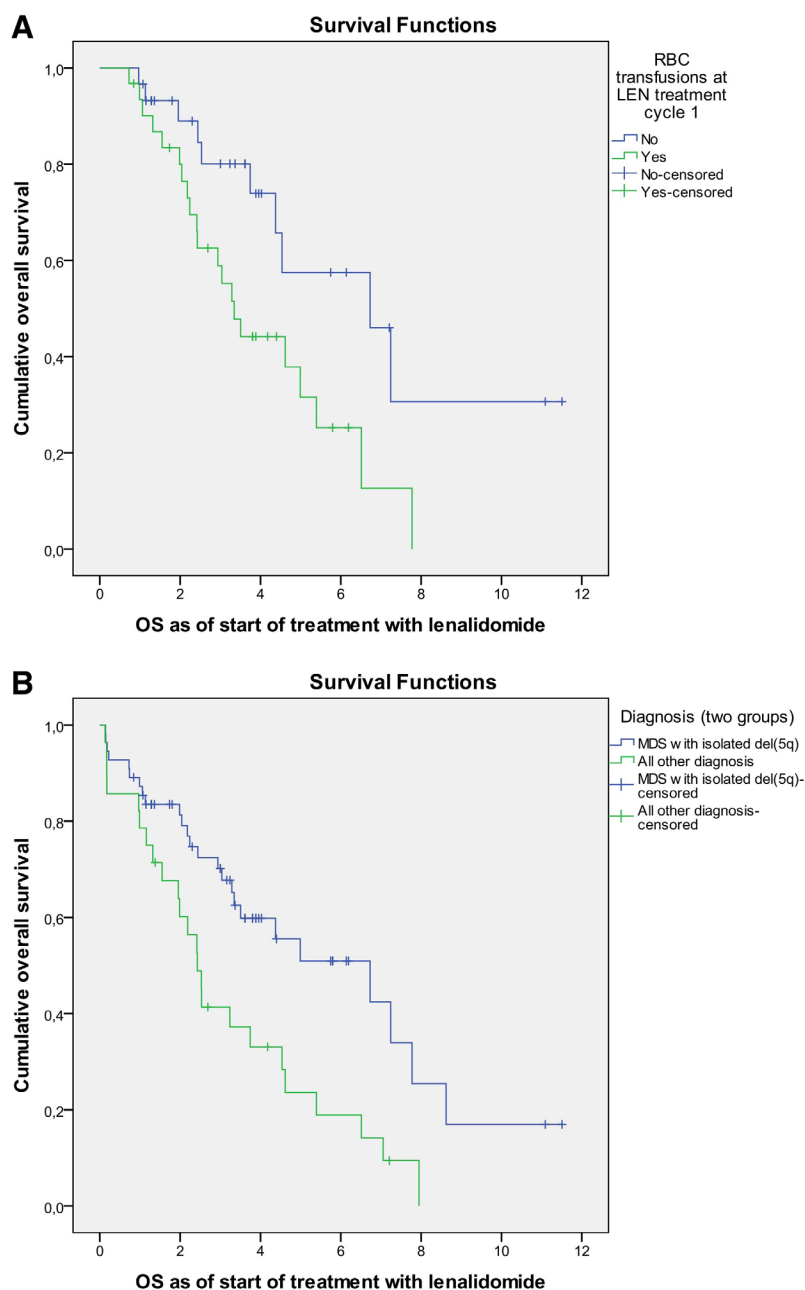 A
Survival Functions
Cumulative overall survival
1,0
0,8
0,6
0,4
0,2
0,0
0 2 4 6 8 10 12
OS as of start of treatment with lenalidomide
RBC
transfusions at
LEN treatment
cycle 1
No
Yes
No-censored
Yes-censored
B
Survival Functions
Cumulative overall survival
1,0
0,8
0,6
0,4
0,2
0,0
0 2 4 6 8 10 12
OS as of start of treatment with lenalidomide
Diagnosis (two groups)
MDS with isolated del(5q)
All other diagnosis
MDS with isolated del(5q)-
censored
All other diagnosis-
censored